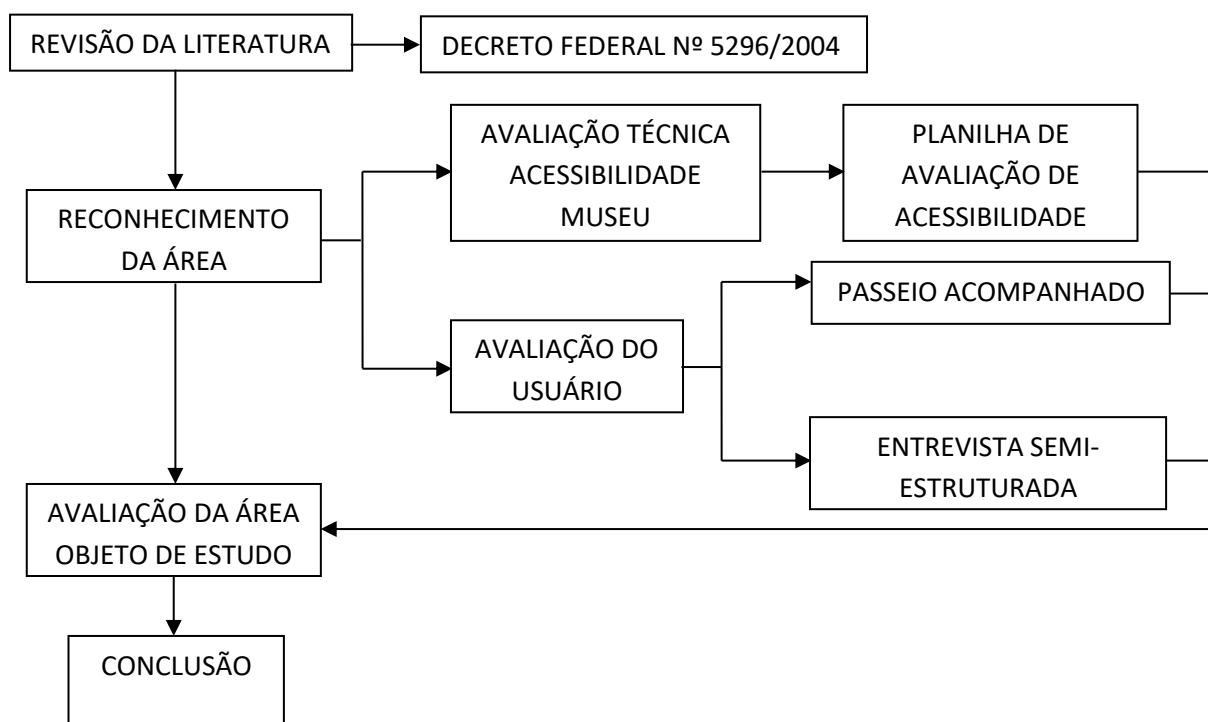 REVISÃO DA LITERATURA
DECRETO FEDERAL Nº 5296/2004
AVALIAÇÃO TÉCNICA
ACESSIBILIDADE
MUSEU
PLANILHA DE
AVALIAÇÃO DE
ACESSIBILIDADE
RECONHECIMENTO
DA ÁREA
PASSEIO ACOMPANHADO
AVALIAÇÃO DO
USUÁRIO
ENTREVISTA SEMI-
ESTRUTURADA
AVALIAÇÃO DA ÁREA
OBJETO DE ESTUDO
CONCLUSÃO